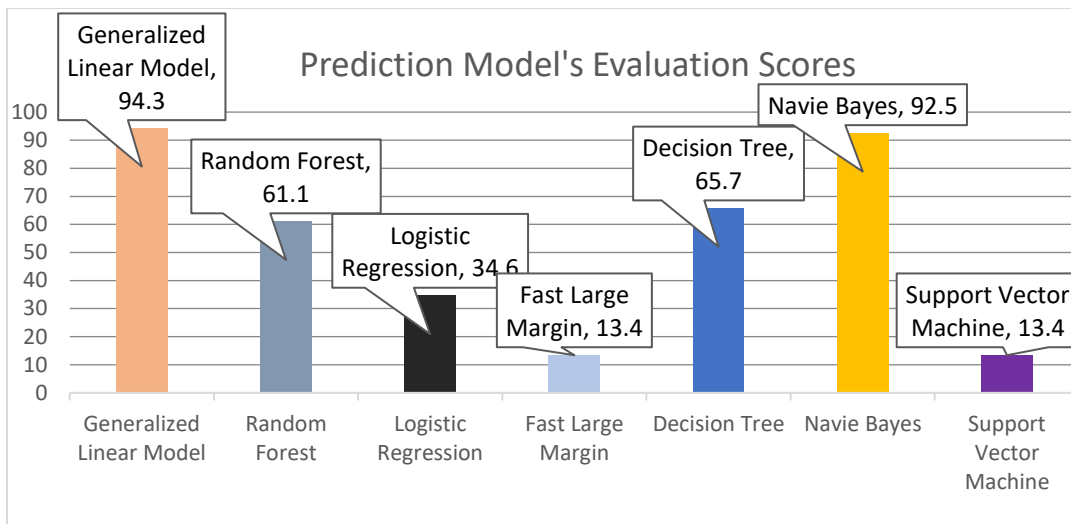 Prediction Model's Evaluation Scores
Generalized
Linear Model,
94.3
Random Forest,
61.1
Logistic
Regression, 34.6
Fast Large
Margin, 13.4
Decision Tree,
65.7
Navie Bayes, 92.5
Support Vector
Machine, 13.4
100
90
80
70
60
50
40
30
20
10
0
Generalized
Linear Model
Random
Forest
Logistic
Regression
Fast Large
Margin
Decision Tree
Navie Bayes
Support
Vector
Machine